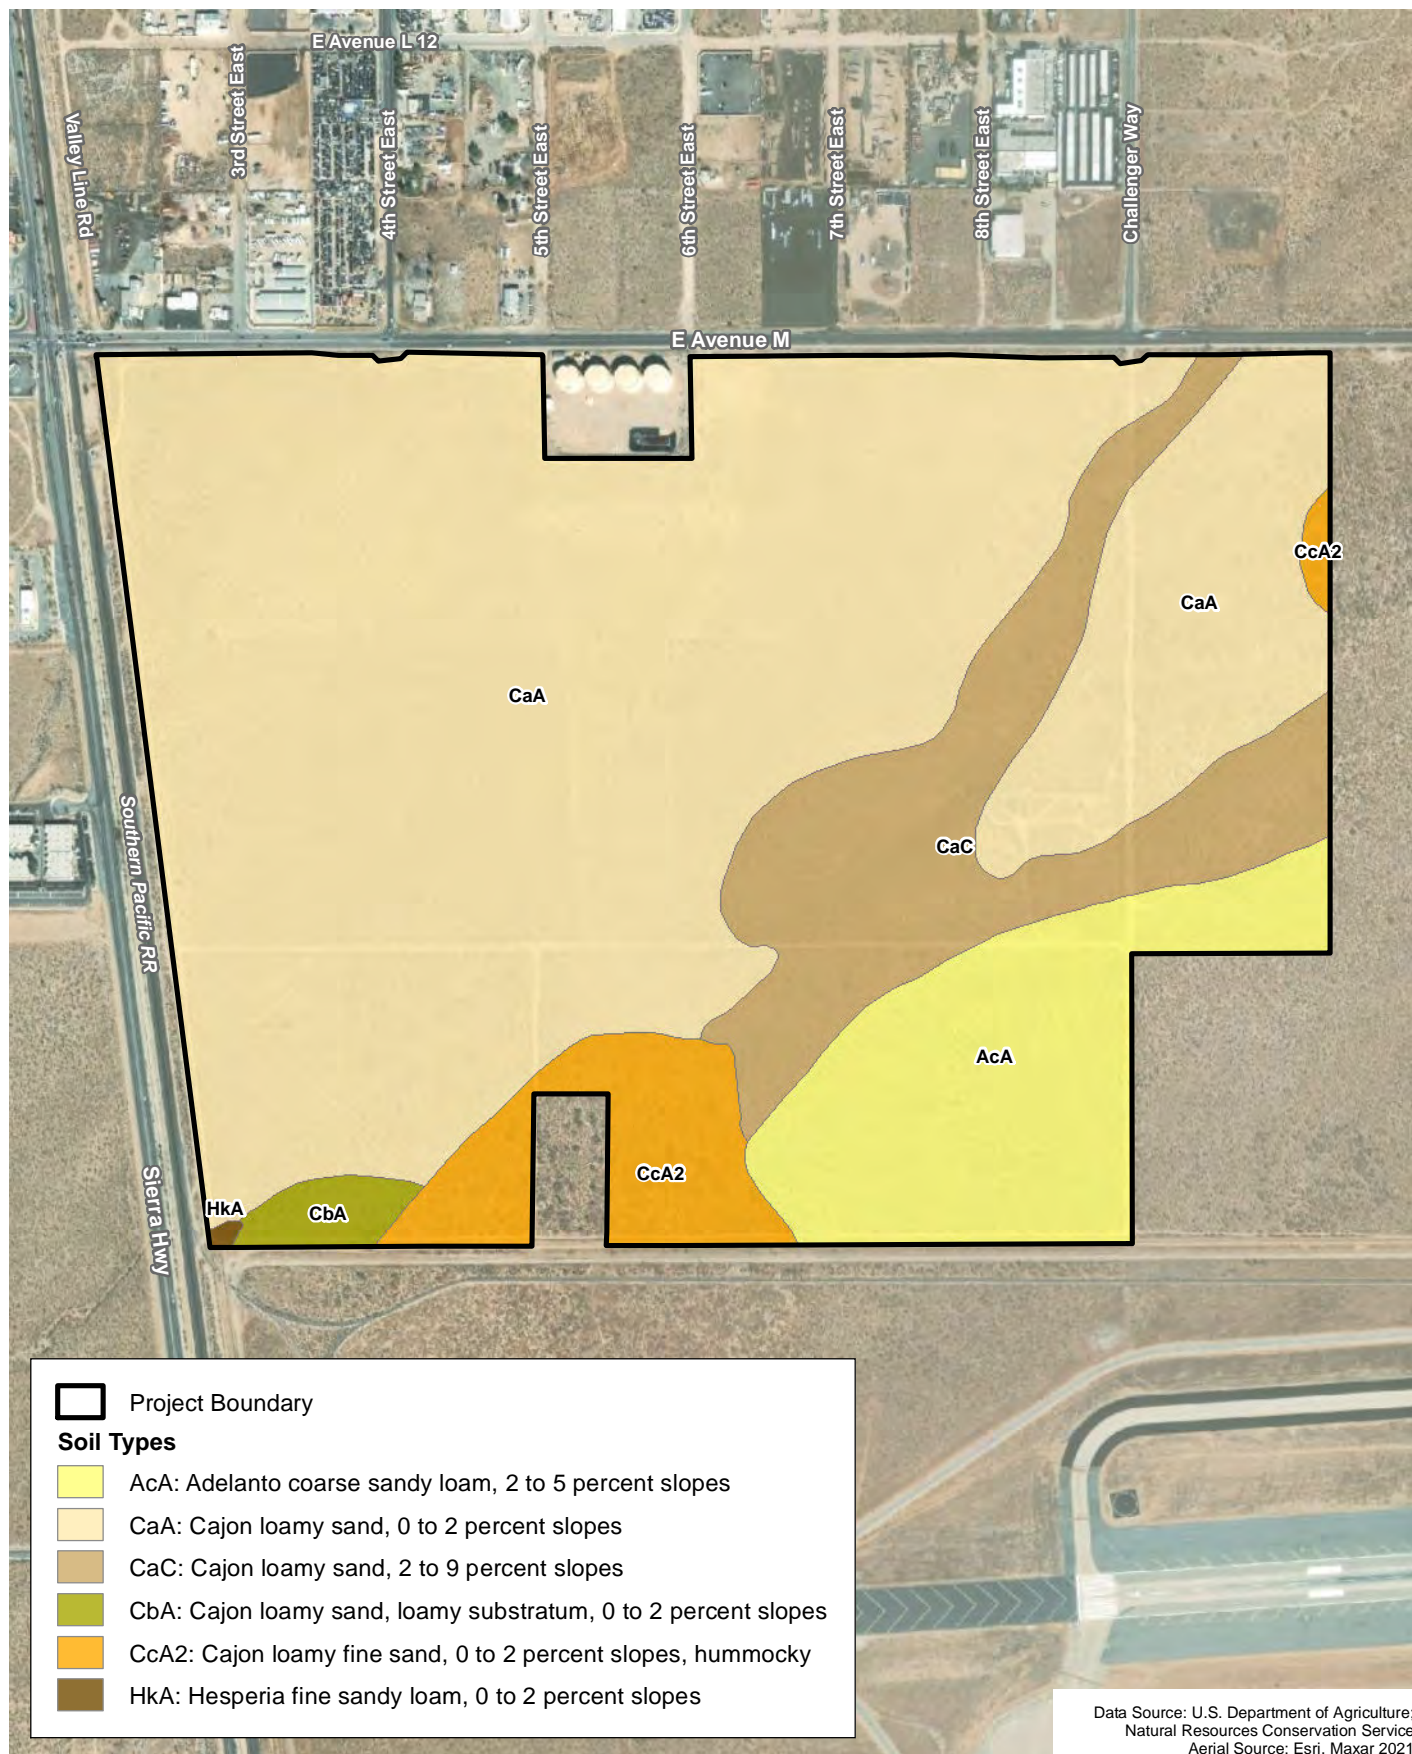 E Avenue L 12
Valley Line Rd
3rd Street East
4th Street East
5th Street East
6th Street East
7th Street East
8th Street East
Challenger Way
E Avenue M
CcA2
CaA
CaA
CaC
Southern Pacific RR
AcA
CcA2
HkA
CbA
Sierra Hwy
Project Boundary
Soil Types
AcA: Adelanto coarse sandy loam, 2 to 5 percent slopes
CaA: Cajon loamy sand, 0 to 2 percent slopes
CaC: Cajon loamy sand, 2 to 9 percent slopes
CbA: Cajon loamy sand, loamy substratum, 0 to 2 percent slopes
CcA2: Cajon loamy fine sand, 0 to 2 percent slopes, hummocky
HkA: Hesperia fine sandy loam, 0 to 2 percent slopes
Data Source: U.S. Department of Agriculture;
Natural Resources Conservation Service
Aerial Source: Esri, Maxar 2021